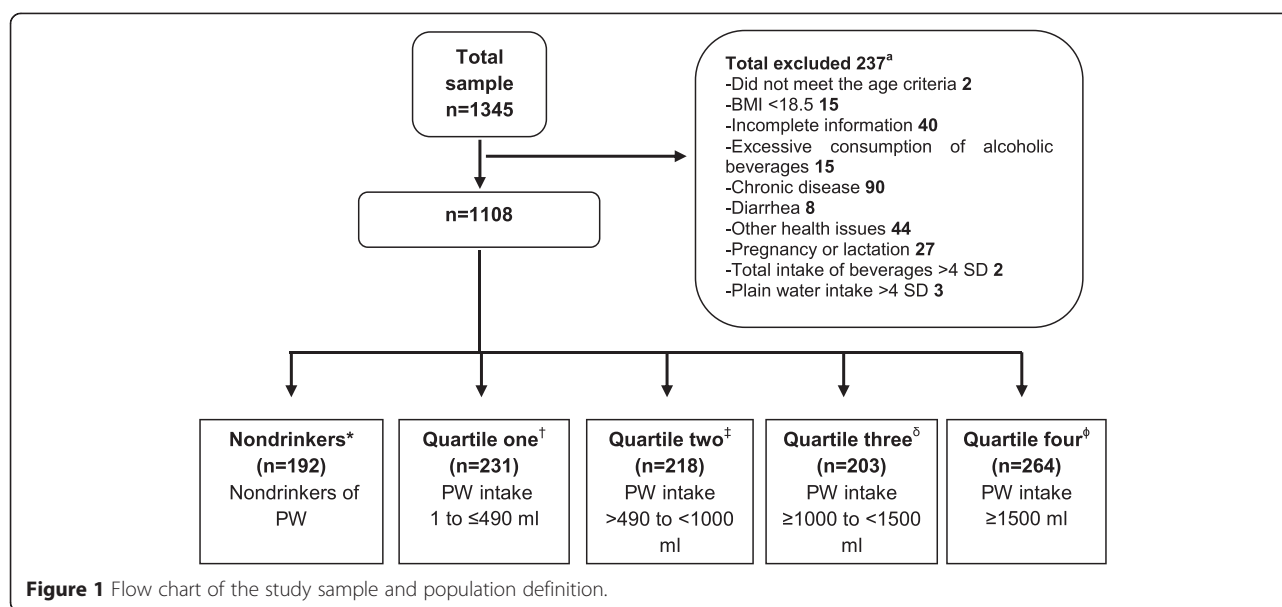 Total
sample
n=1345
Total excluded 237ᵃ
-Did not meet the age criteria 2
-BMI <18.5 15
-Incomplete information 40
-Excessive consumption of alcoholic
beverages 15
-Chronic disease 90
-Diarrhea 8
-Other health issues 44
-Pregnancy or lactation 27
-Total intake of beverages >4 SD 2
-Plain water intake >4 SD 3
n=1108
Nondrinkers*
(n=192)
Nondrinkers of
PW
Quartile one†
(n=231)
PW intake
1 to ≤490 ml
Quartile two‡
(n=218)
PW intake
>490 to <1000
ml
Quartile three^δ
(n=203)
PW intake
≥1000 to <1500
ml
Quartile four^ϕ
(n=264)
PW intake
≥1500 ml
Figure 1 Flow chart of the study sample and population definition.